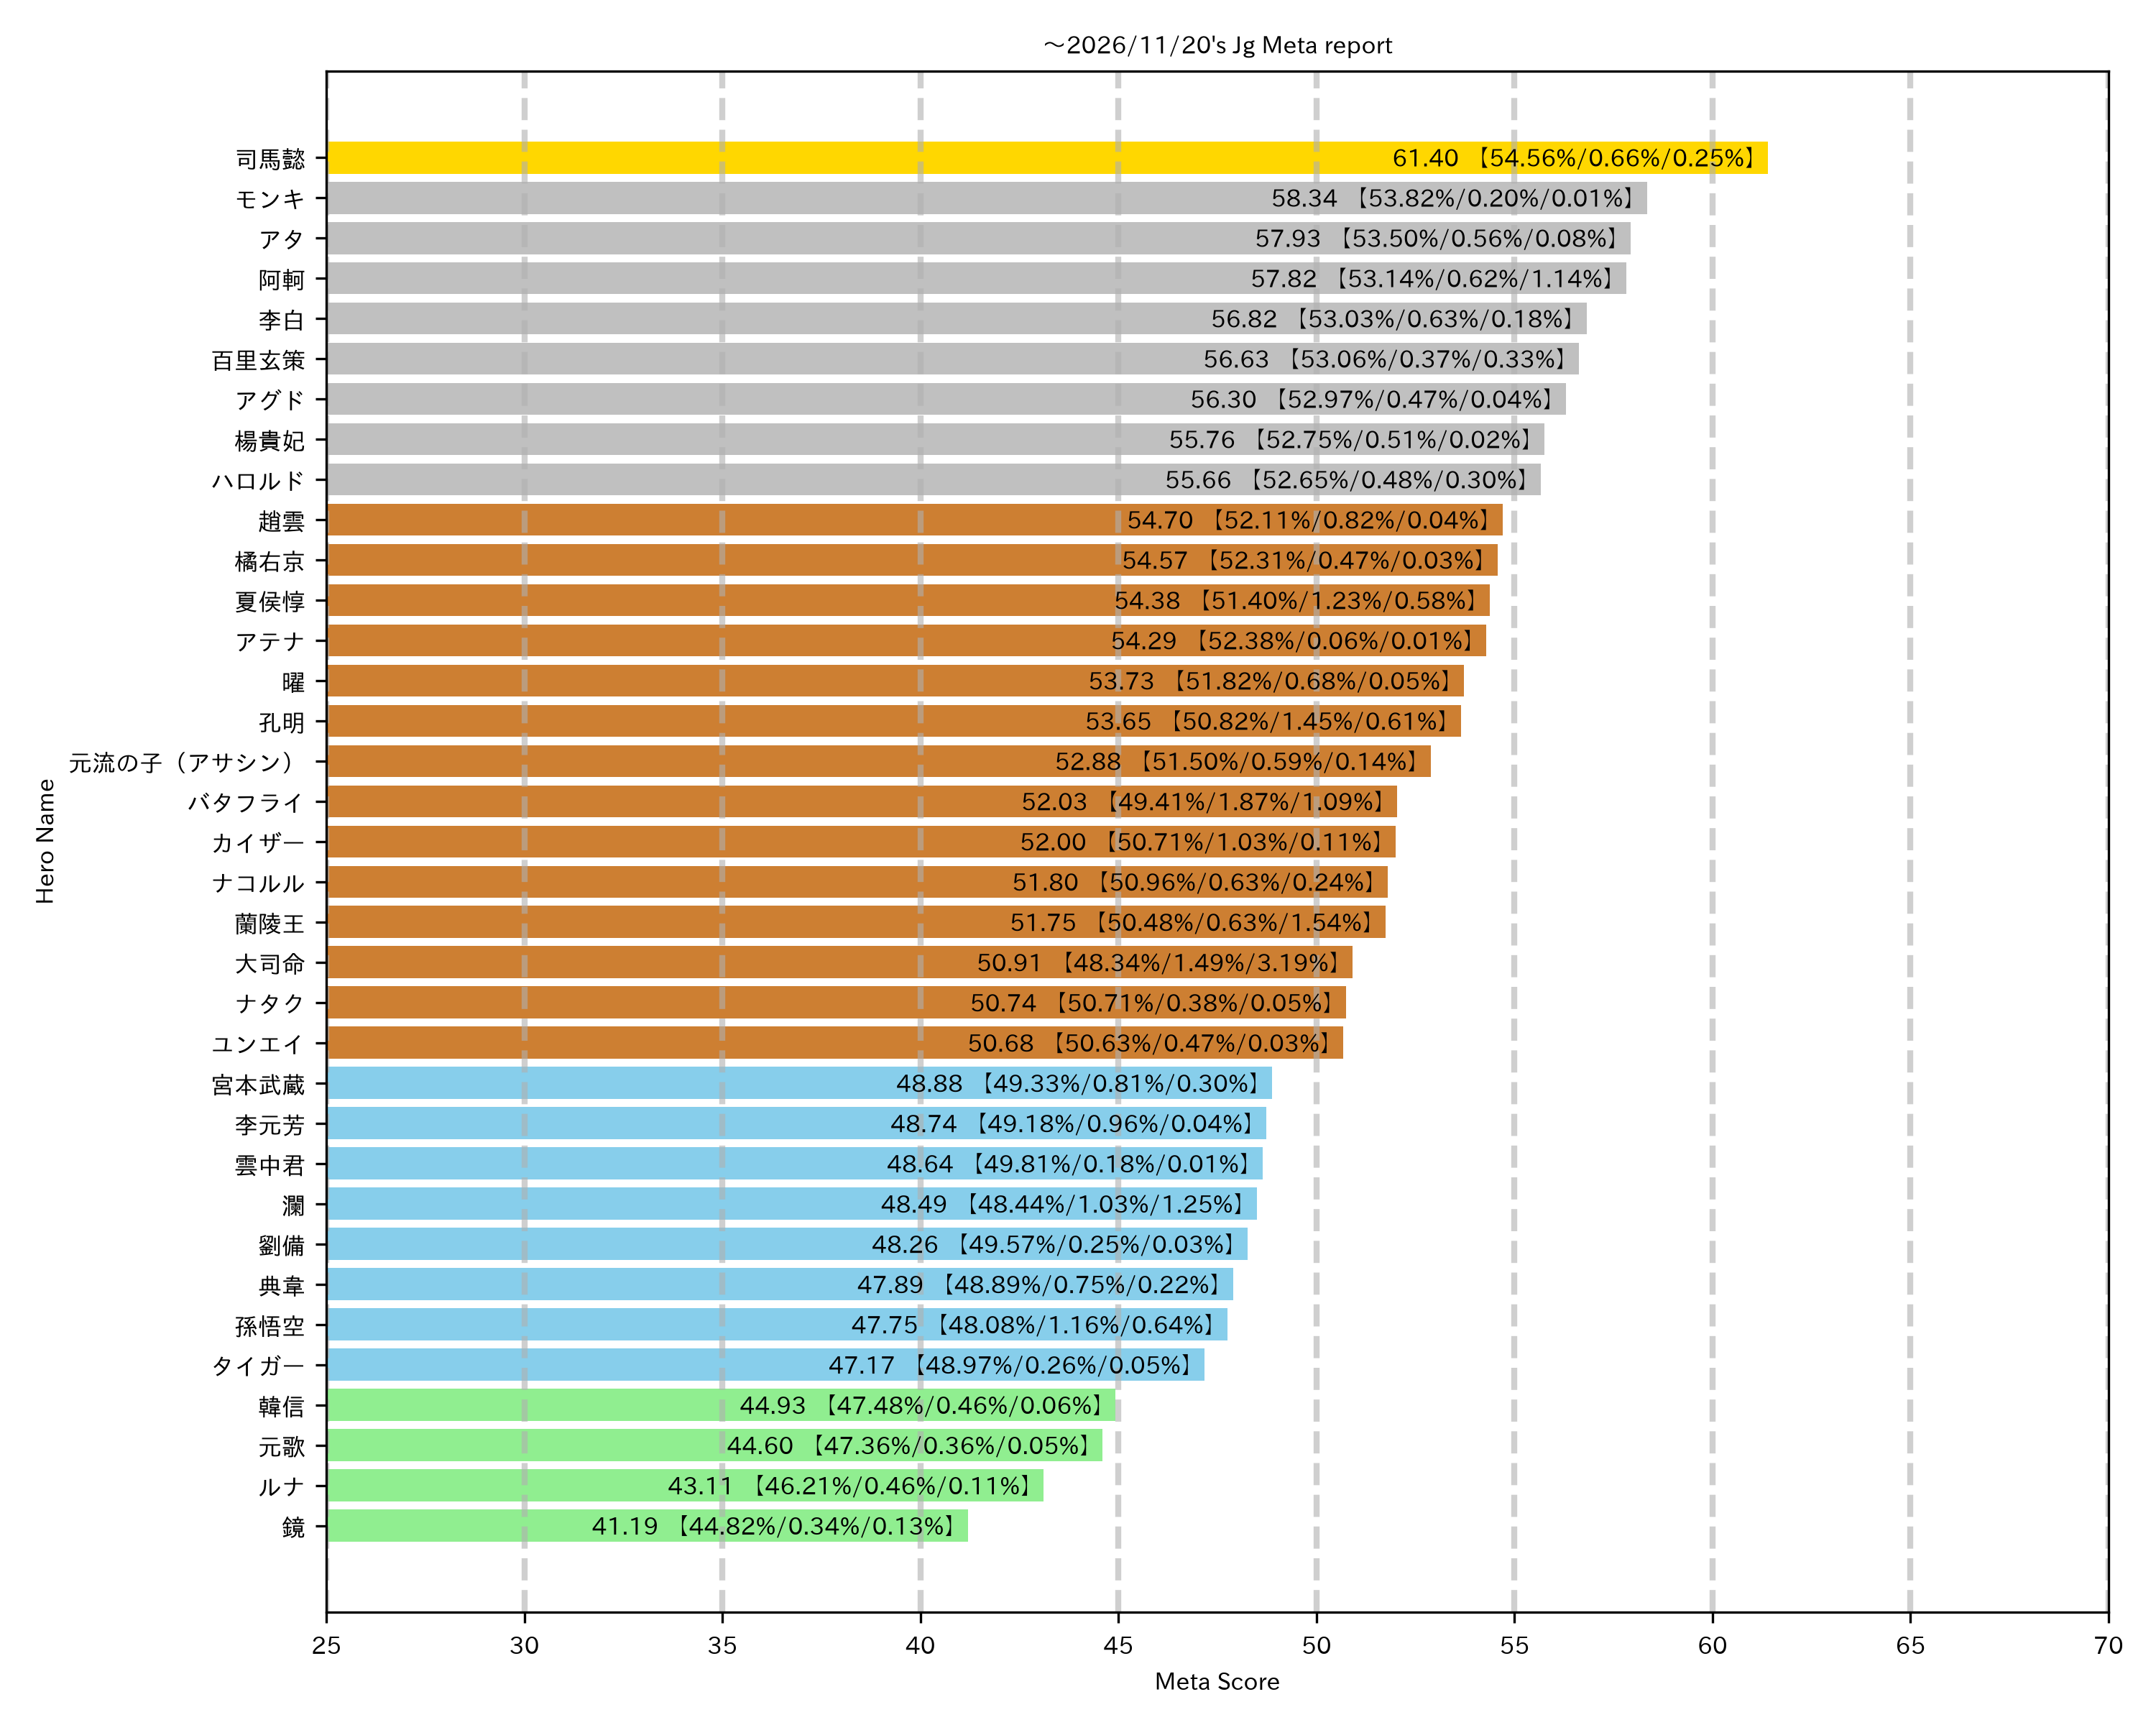 ～2026/11/20's Jg Meta report
司馬懿 61.40 【54.56%/0.66%/0.25%】
モンキ 58.34 【53.82%/0.20%/0.01%】
アタ 57.93 【53.50%/0.56%/0.08%】
阿軻 57.82 【53.14%/0.62%/1.14%】
李白 56.82 【53.03%/0.63%/0.18%】
百里玄策 56.63 【53.06%/0.37%/0.33%】
アグド 56.30 【52.97%/0.47%/0.04%】
楊貴妃 55.76 【52.75%/0.51%/0.02%】
ハロルド 55.66 【52.65%/0.48%/0.30%】
趙雲 54.70 【52.11%/0.82%/0.04%】
橘右京 54.57 【52.31%/0.47%/0.03%】
夏侯惇 54.38 【51.40%/1.23%/0.58%】
アテナ 54.29 【52.38%/0.06%/0.01%】
曜 53.73 【51.82%/0.68%/0.05%】
孔明 53.65 【50.82%/1.45%/0.61%】
元流の子（アサシン） 52.88 【51.50%/0.59%/0.14%】
バタフライ 52.03 【49.41%/1.87%/1.09%】
カイザー 52.00 【50.71%/1.03%/0.11%】
ナコルル 51.80 【50.96%/0.63%/0.24%】
蘭陵王 51.75 【50.48%/0.63%/1.54%】
大司命 50.91 【48.34%/1.49%/3.19%】
ナタク 50.74 【50.71%/0.38%/0.05%】
ユンエイ 50.68 【50.63%/0.47%/0.03%】
宮本武蔵 48.88 【49.33%/0.81%/0.30%】
李元芳 48.74 【49.18%/0.96%/0.04%】
雲中君 48.64 【49.81%/0.18%/0.01%】
瀾 48.49 【48.44%/1.03%/1.25%】
劉備 48.26 【49.57%/0.25%/0.03%】
典韋 47.89 【48.89%/0.75%/0.22%】
孫悟空 47.75 【48.08%/1.16%/0.64%】
タイガー 47.17 【48.97%/0.26%/0.05%】
韓信 44.93 【47.48%/0.46%/0.06%】
元歌 44.60 【47.36%/0.36%/0.05%】
ルナ 43.11 【46.21%/0.46%/0.11%】
鏡 41.19 【44.82%/0.34%/0.13%】
Hero Name
25 30 35 40 45 50 55 60 65 70
Meta Score